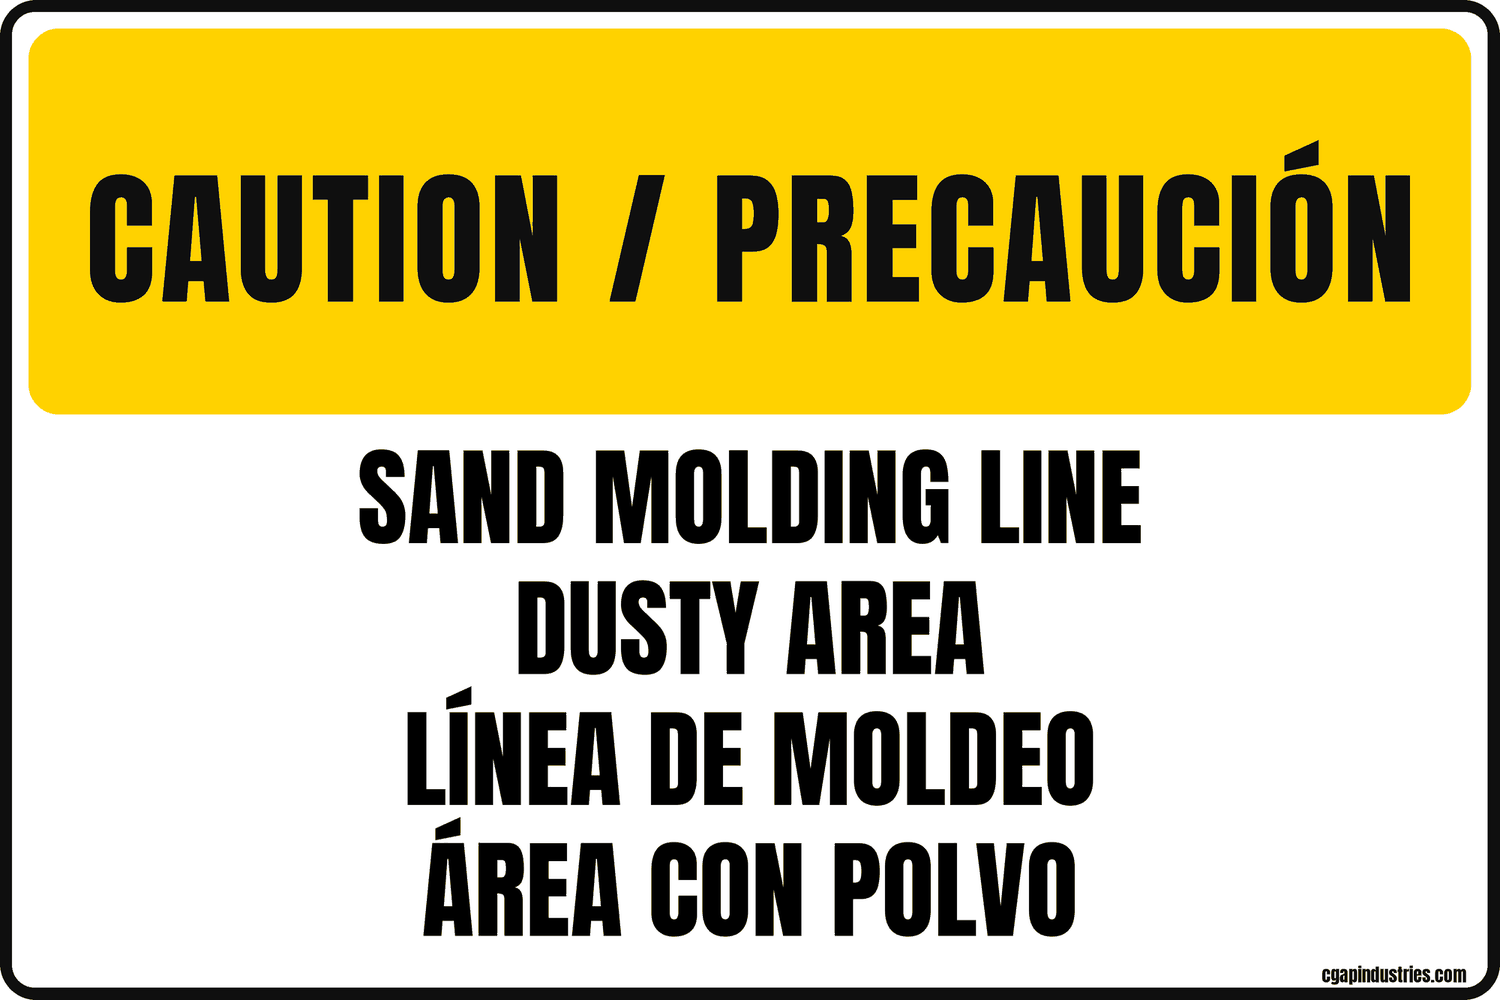 CAUTION / PRECAUCIÓN
SAND MOLDING LINE
DUSTY AREA
LÍNEA DE MOLDEO
ÁREA CON POLVO
cgapindustries.com